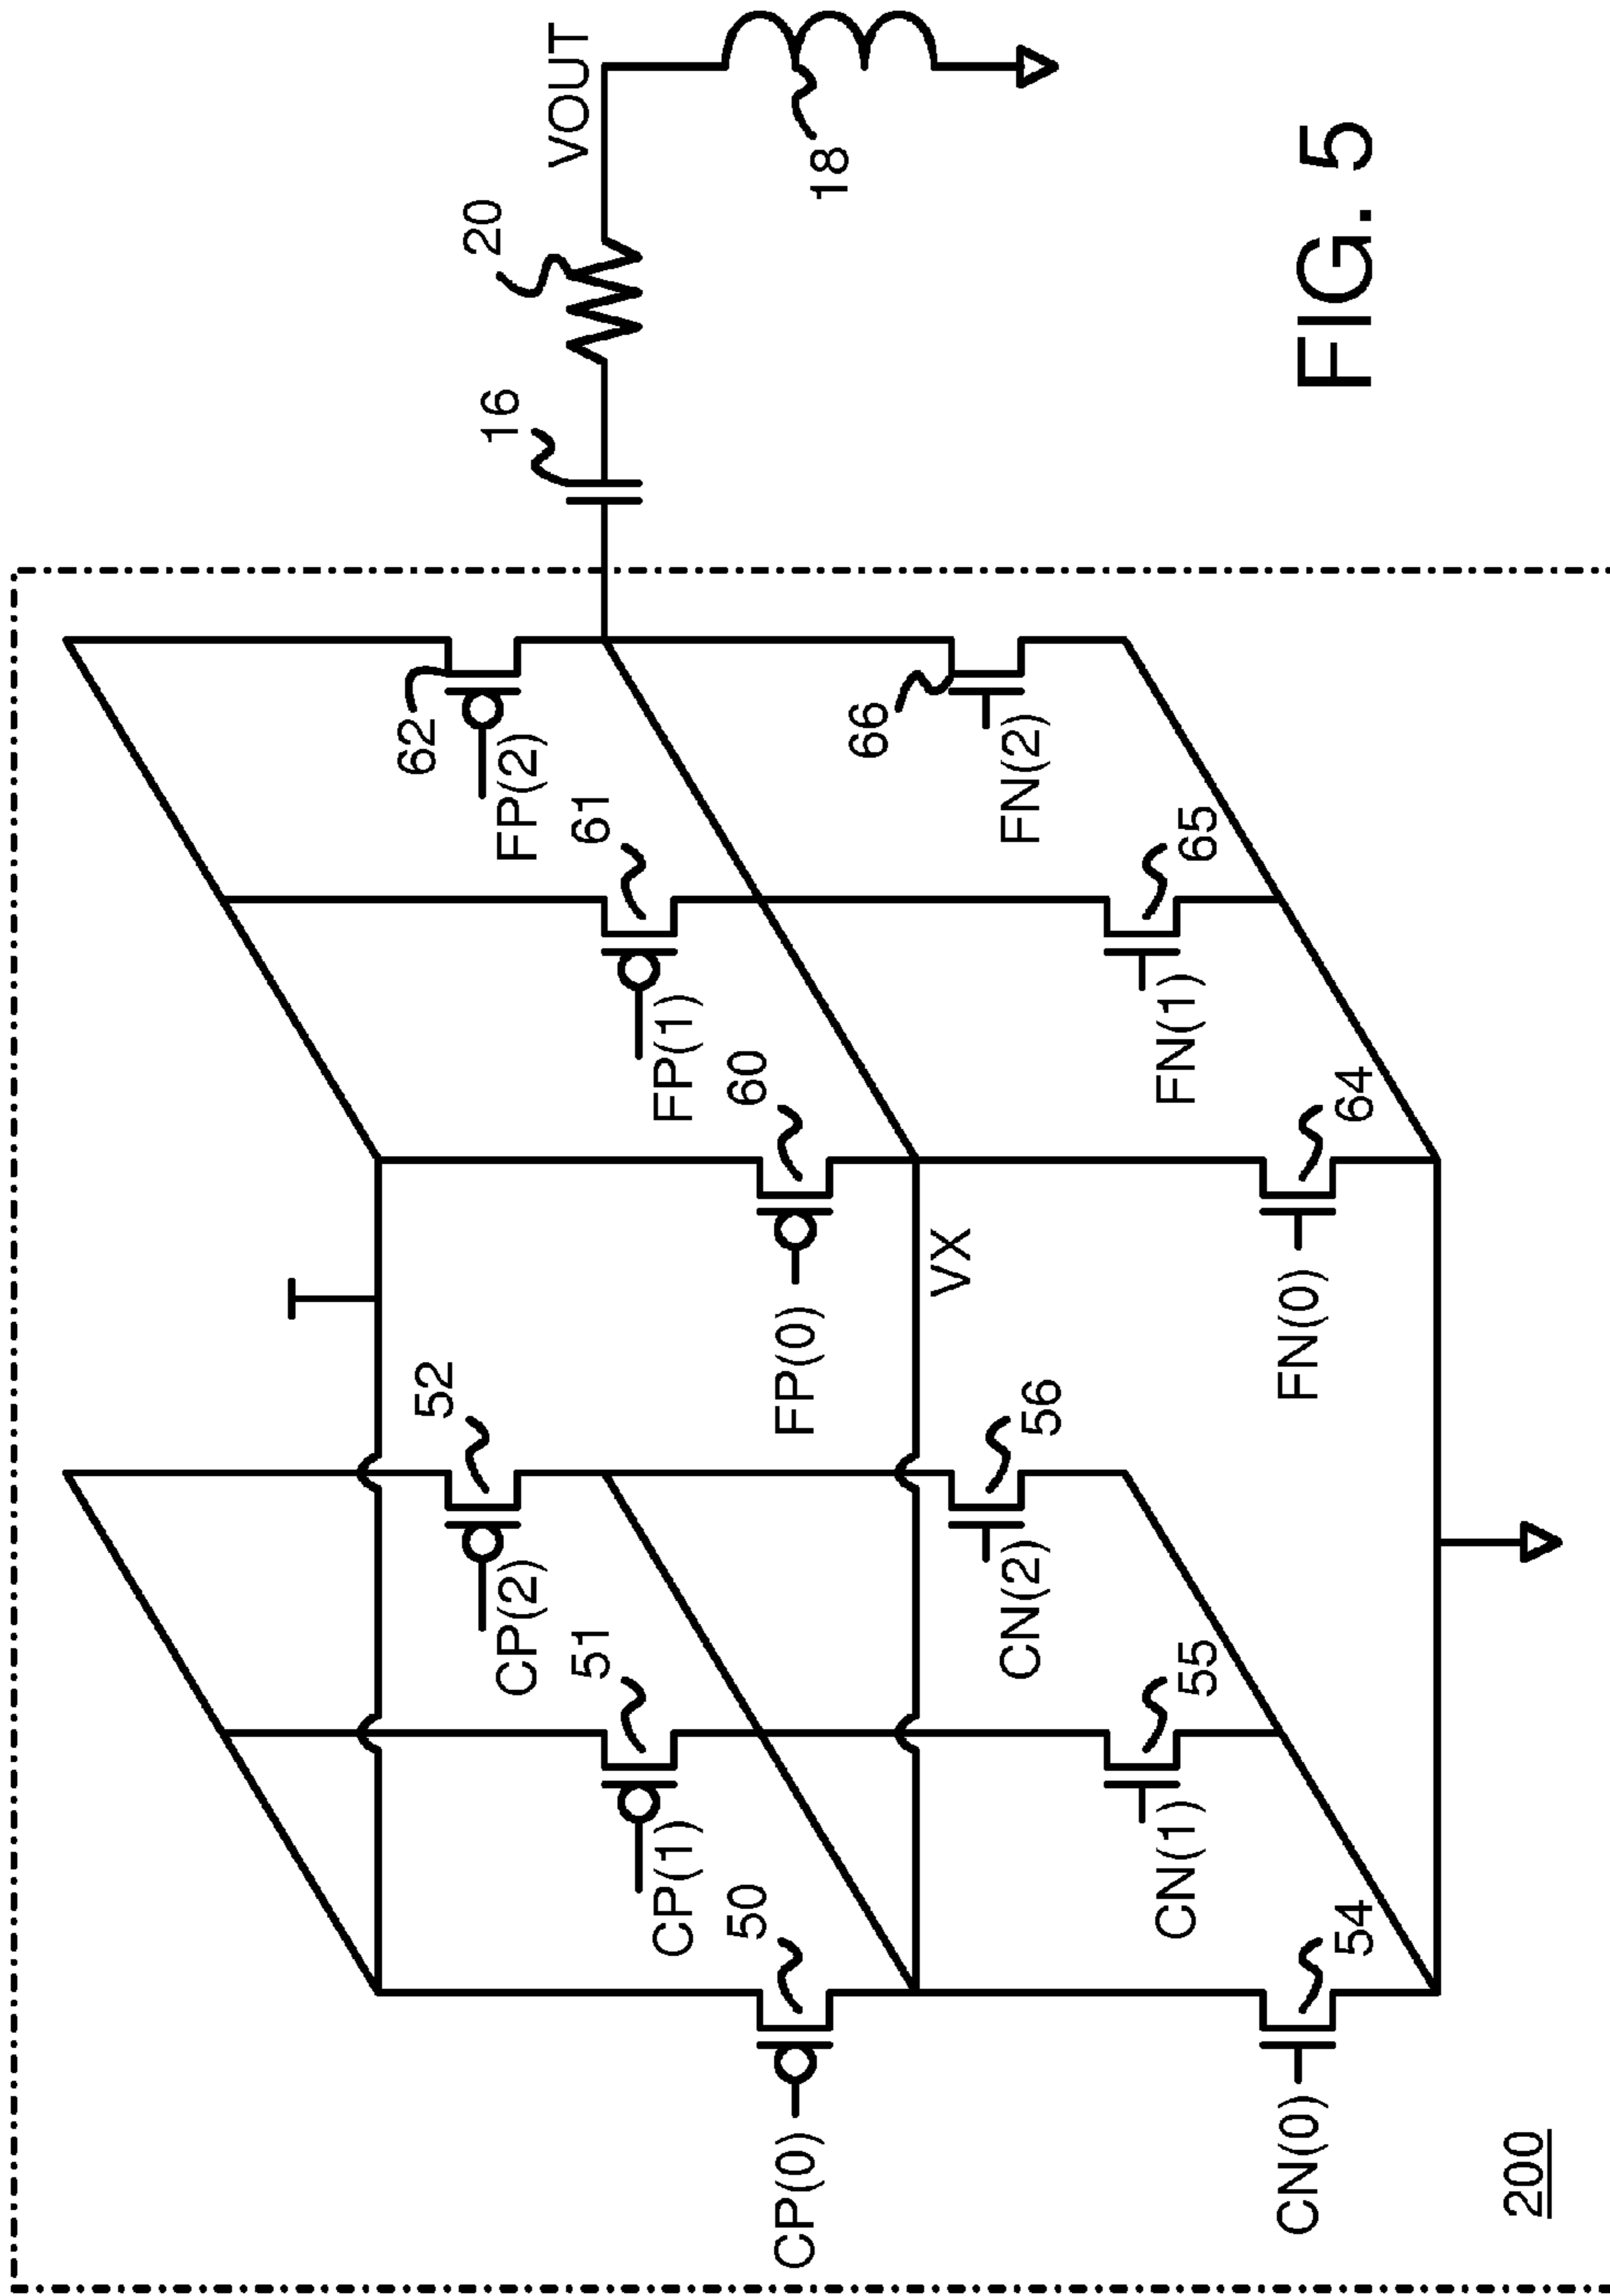 VOUT
20
16
18
62
FP(2)
66
FN(2)
61
FP(1)
65
FN(1)
60
FP(0)
64
FN(0)
VX
52
CP(2)
56
CN(2)
51
CP(1)
55
CN(1)
50
CP(0)
54
CN(0)
200
FIG. 5